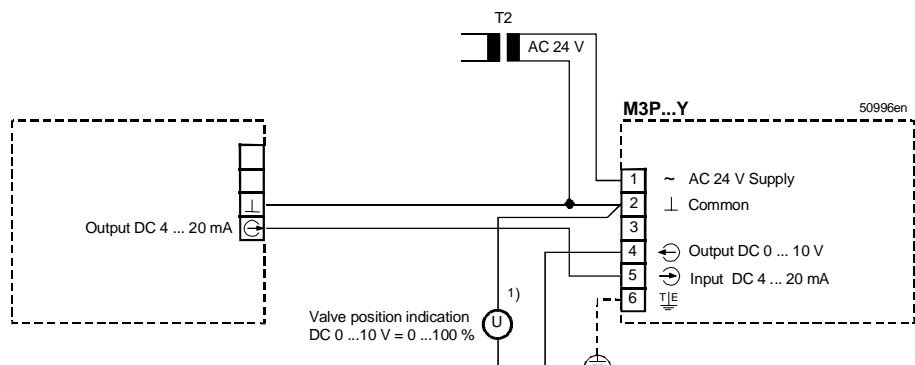 T2
AC 24 V
M3P...Y
50996en
1 ~ AC 24 V Supply
2 ⊥ Common
3
4 Output DC 0 ... 10 V
5 Input DC 4 ... 20 mA
6 T E
⊥
Output DC 4 ... 20 mA
1)
Valve position indication
DC 0 ...10 V = 0 ...100 %
U